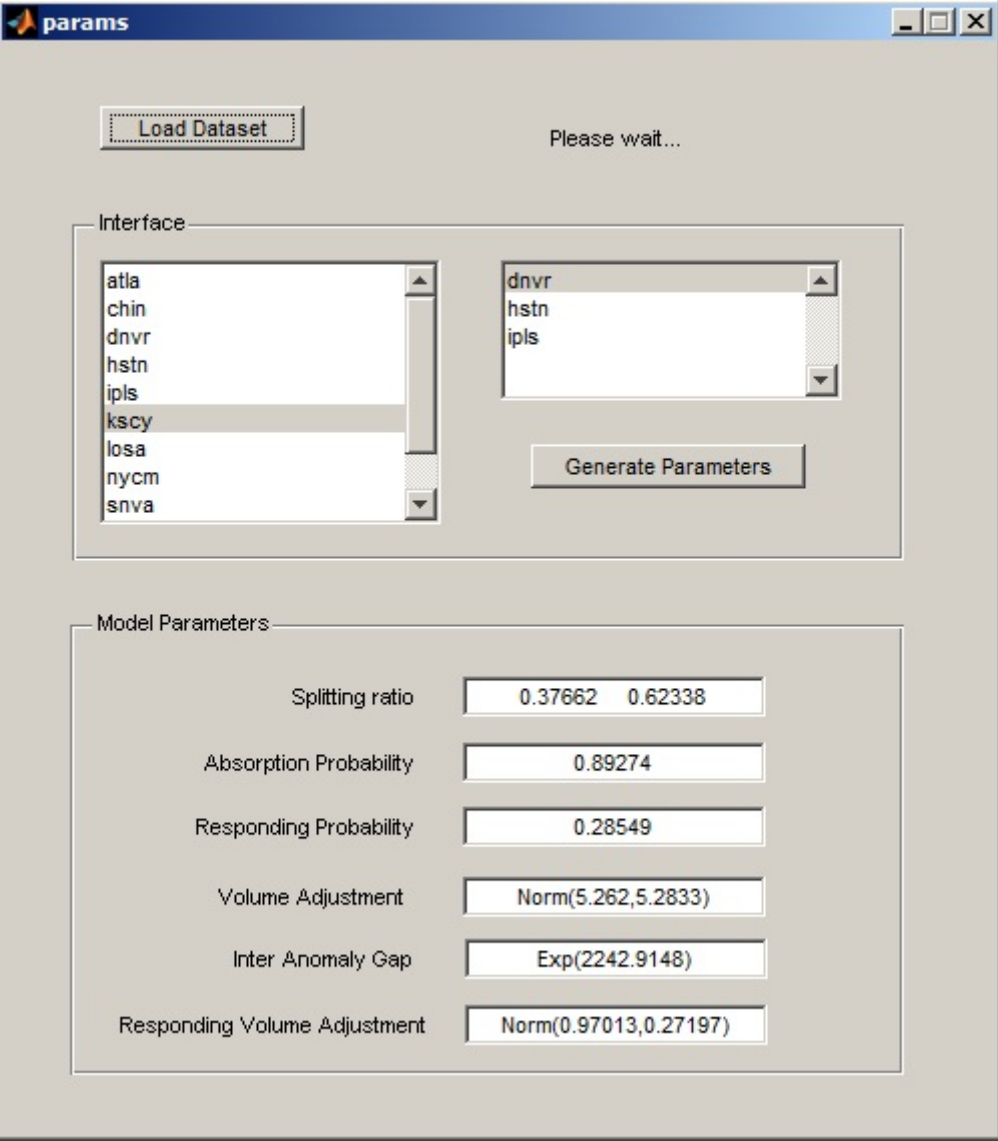 params
Load Dataset
Please wait...
Interface
atla
chin
dnvr
hstn
ipls
kscy
losa
nycm
snva
dnvr
hstn
ipls
Generate Parameters
Model Parameters
Splitting ratio 0.37662 0.62338
Absorption Probability 0.89274
Responding Probability 0.28549
Volume Adjustment Norm(5.262,5.2833)
Inter Anomaly Gap Exp(2242.9148)
Responding Volume Adjustment Norm(0.97013,0.27197)